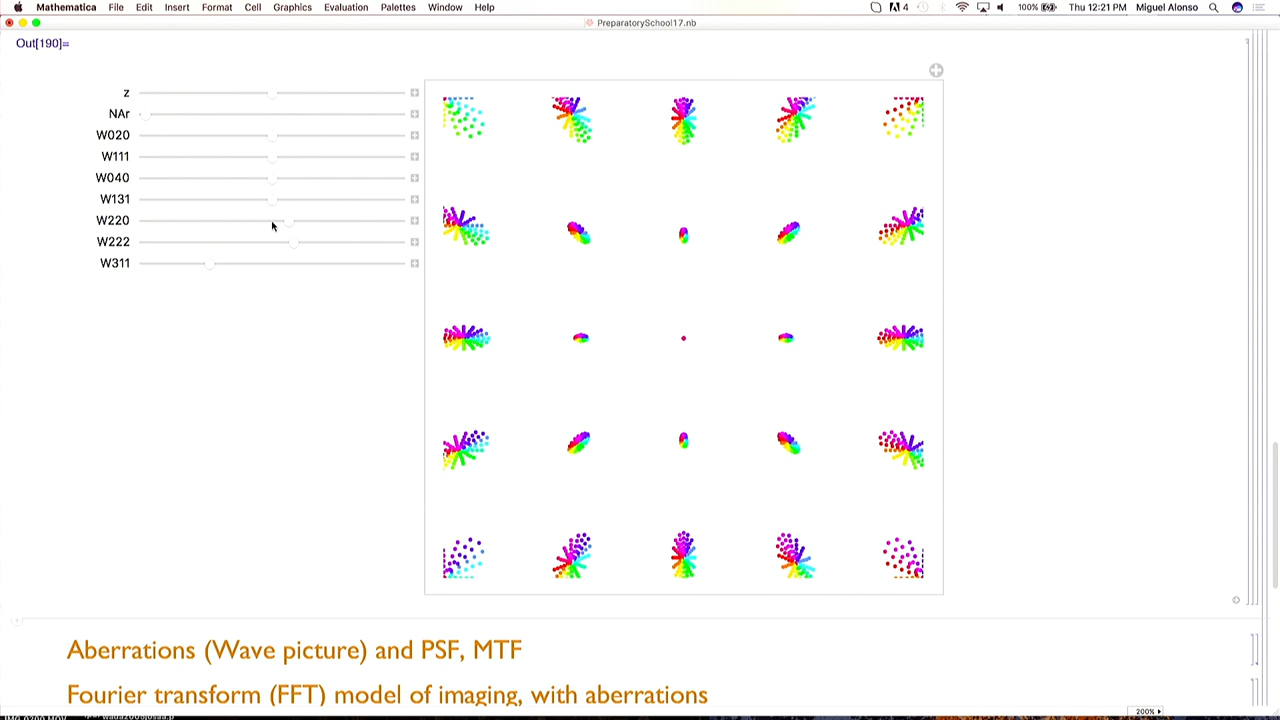 Mathematica File Edit Insert Format Cell Graphics Evaluation Palettes Window Help 4 100% Thu 12:21 PM Miguel Alonso
PreparatorySchool17.nb
Out[190]=
z
NAr
W020
W111
W040
W131
W220
W222
W311
Aberrations (Wave picture) and PSF, MTF
Fourier transform (FFT) model of imaging, with aberrations
200%